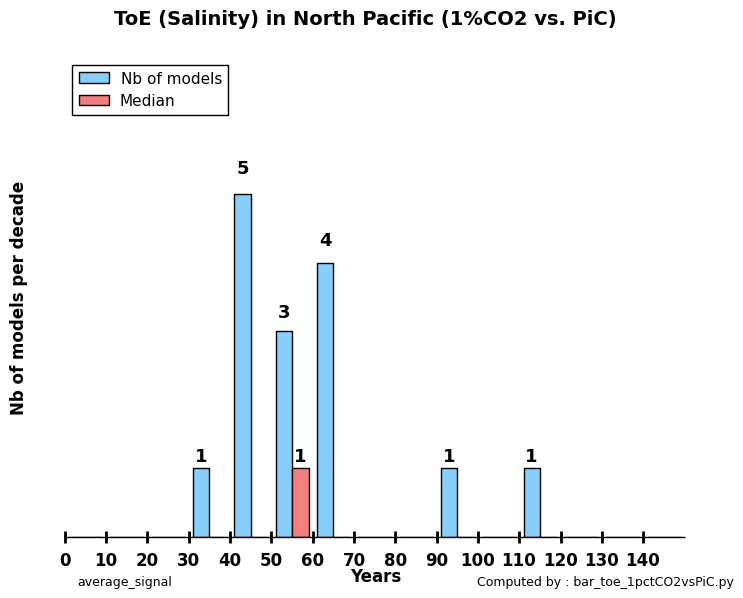 ToE (Salinity) in North Pacific (1%CO2 vs. PiC)
Nb of models
Median
5
4
3
1 1 1 1
Nb of models per decade
0 10 20 30 40 50 60 70 80 90 100 110 120 130 140
Years
average_signal Computed by : bar_toe_1pctCO2vsPiC.py